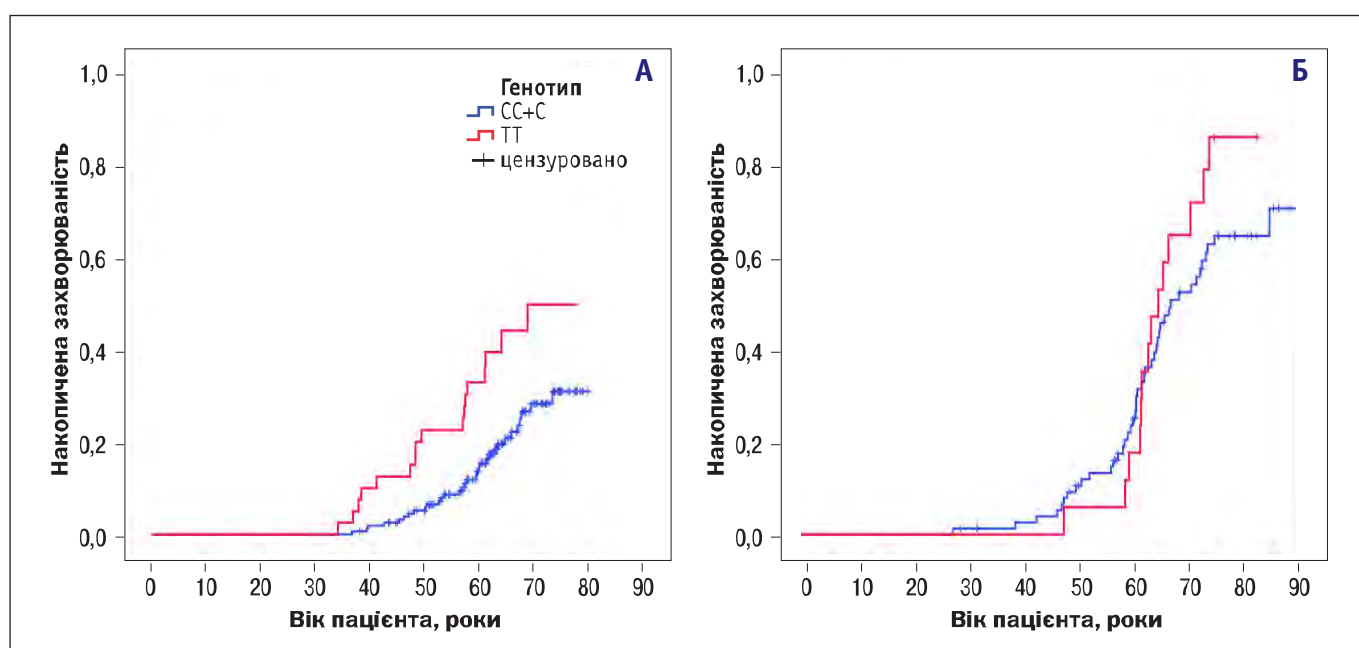 А
Генотип
CC+C
TT
цензуровано
Накопичена захворюваність
1,0
0,8
0,6
0,4
0,2
0,0
0 10 20 30 40 50 60 70 80 90
Вік пацієнта, роки
Б
Накопичена захворюваність
1,0
0,8
0,6
0,4
0,2
0,0
0 10 20 30 40 50 60 70 80 90
Вік пацієнта, роки